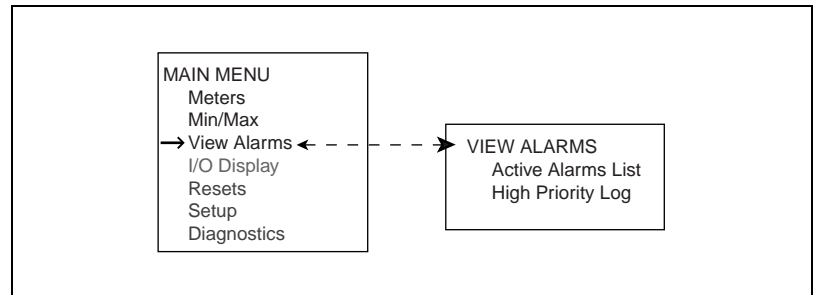 MAIN MENU
Meters
Min/Max
View Alarms
I/O Display
Resets
Setup
Diagnostics
VIEW ALARMS
Active Alarms List
High Priority Log